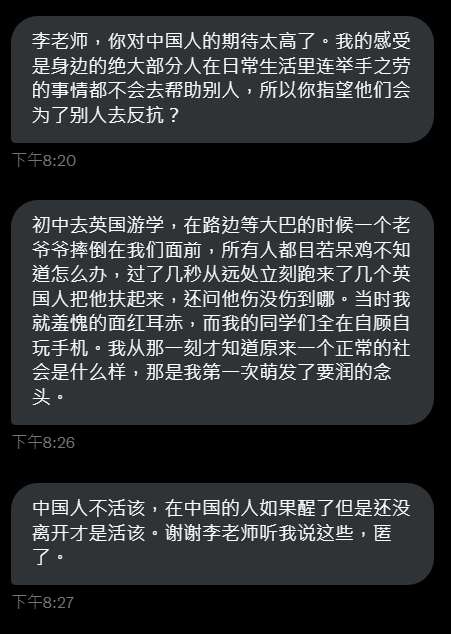 李老师，你对中国人的期待太高了。我的感受
是身边的绝大部分人在日常生活里连举手之劳
的事情都不会去帮助别人，所以你指望他们会
为了别人去反抗？
下午8:20
初中去英国游学，在路边等大巴的时候一个老
爷爷摔倒在我们面前，所有人都目若呆鸡不知
道怎么办，过了几秒从远处立刻跑来了几个英
国人把他扶起来，还问他伤没伤到哪。当时我
就羞愧的面红耳赤，而我的同学们全在自顾自
玩手机。我从那一刻才知道原来一个正常的社
会是什么样，那是我第一次萌发了要润的念
头。
下午8:26
中国人不活该，在中国的人如果醒了但是还没
离开才是活该。谢谢李老师听我说这些，匿
了。
下午8:27